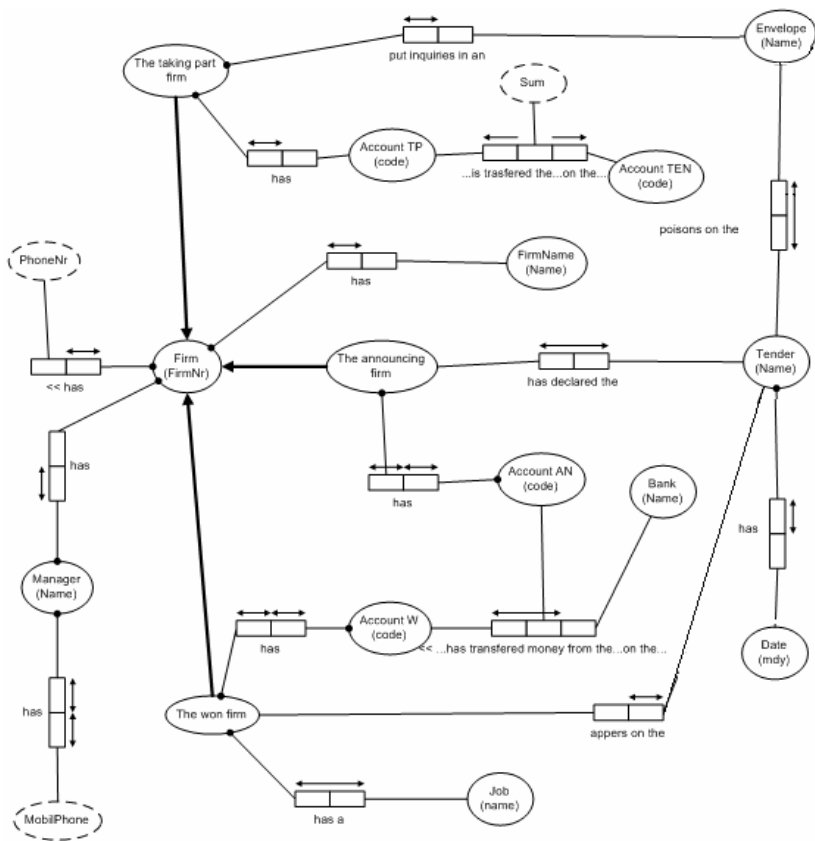 Envelope
(Name)
The taking part
firm
put inquiries in an
Sum
Account TP
(code)
Account TEN
(code)
has
...is trasfered the...on the...
poisons on the
PhoneNr
FirmName
(Name)
has
Firm
(FirmNr)
The announcing
firm
Tender
(Name)
<< has
has declared the
has
Account AN
(code)
Bank
(Name)
has
has
Manager
(Name)
Account W
(code)
has
<< ...has transfered money from the...on the...
Date
(mdy)
has
The won firm
appers on the
Job
(name)
has a
MobilPhone